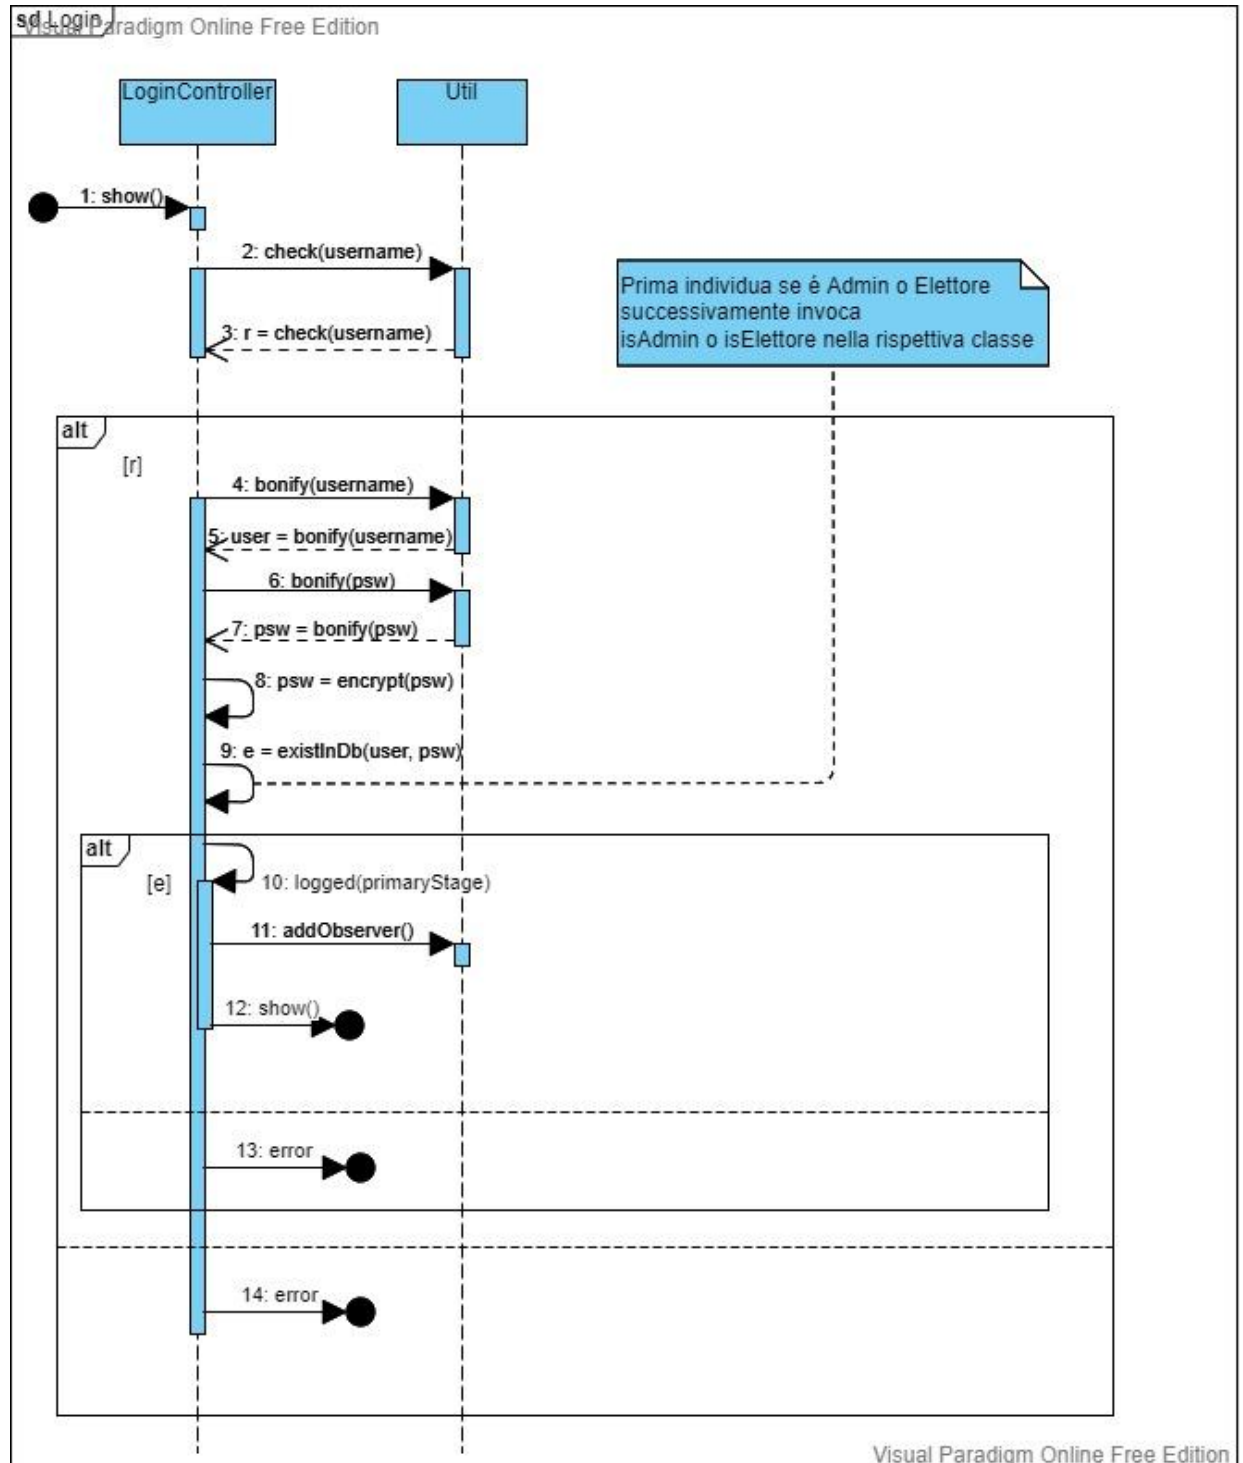 sd Login
Visual Paradigm Online Free Edition
LoginController
Util
1: show()
2: check(username)
3: r = check(username)
Prima individua se é Admin o Elettore
successivamente invoca
isAdmin o isElettore nella rispettiva classe
alt
[r]
4: bonify(username)
5: user = bonify(username)
6: bonify(psw)
7: psw = bonify(psw)
8: psw = encrypt(psw)
9: e = existInDb(user, psw)
alt
[e]
10: logged(primaryStage)
11: addObserver()
12: show()
13: error
14: error
Visual Paradigm Online Free Edition